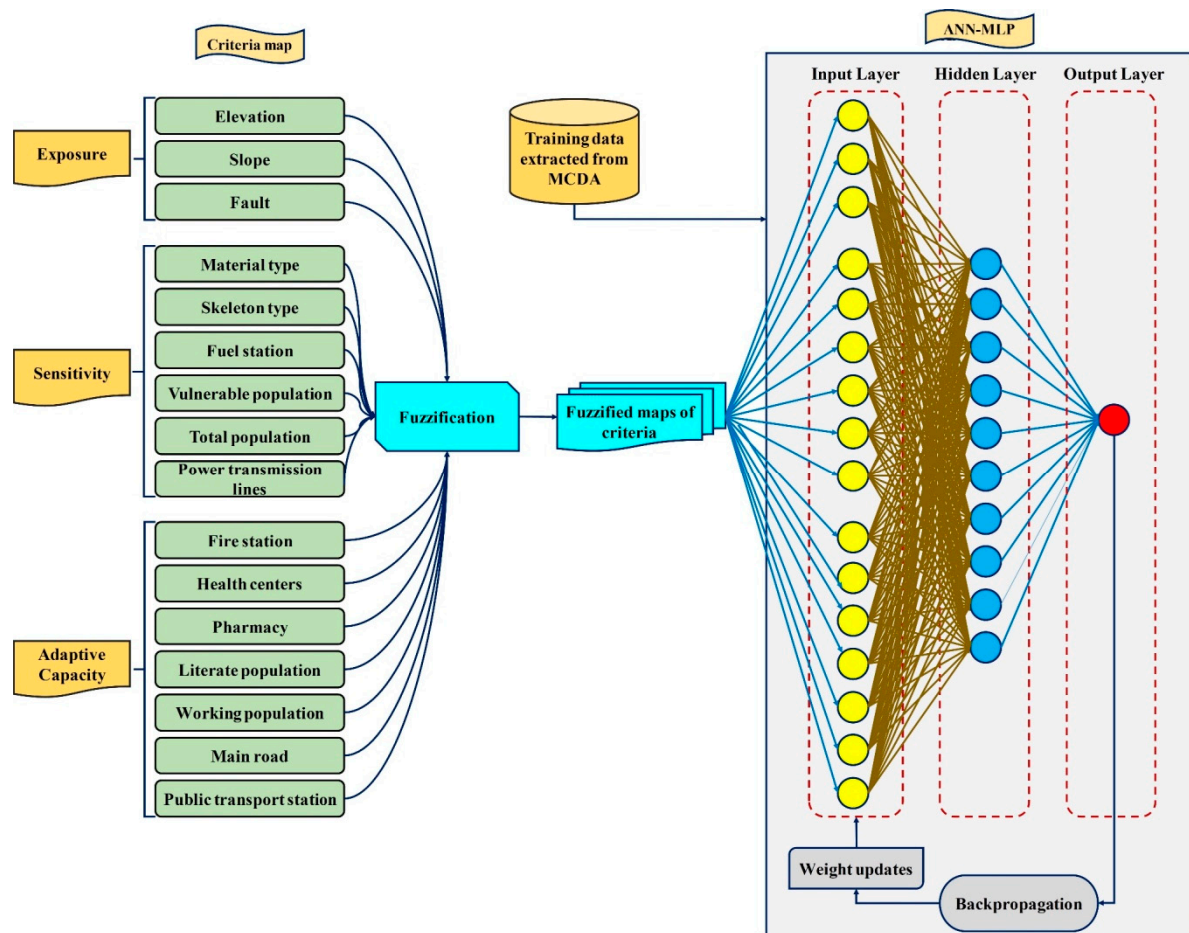 Criteria map
ANN-MLP
Input Layer
Hidden Layer
Output Layer
Exposure
Elevation
Slope
Fault
Training data
extracted from
MCDA
Sensitivity
Material type
Skeleton type
Fuel station
Vulnerable population
Total population
Power transmission
lines
Fuzzification
Fuzzified maps of
criteria
Adaptive
Capacity
Fire station
Health centers
Pharmacy
Literate population
Working population
Main road
Public transport station
Weight updates
Backpropagation